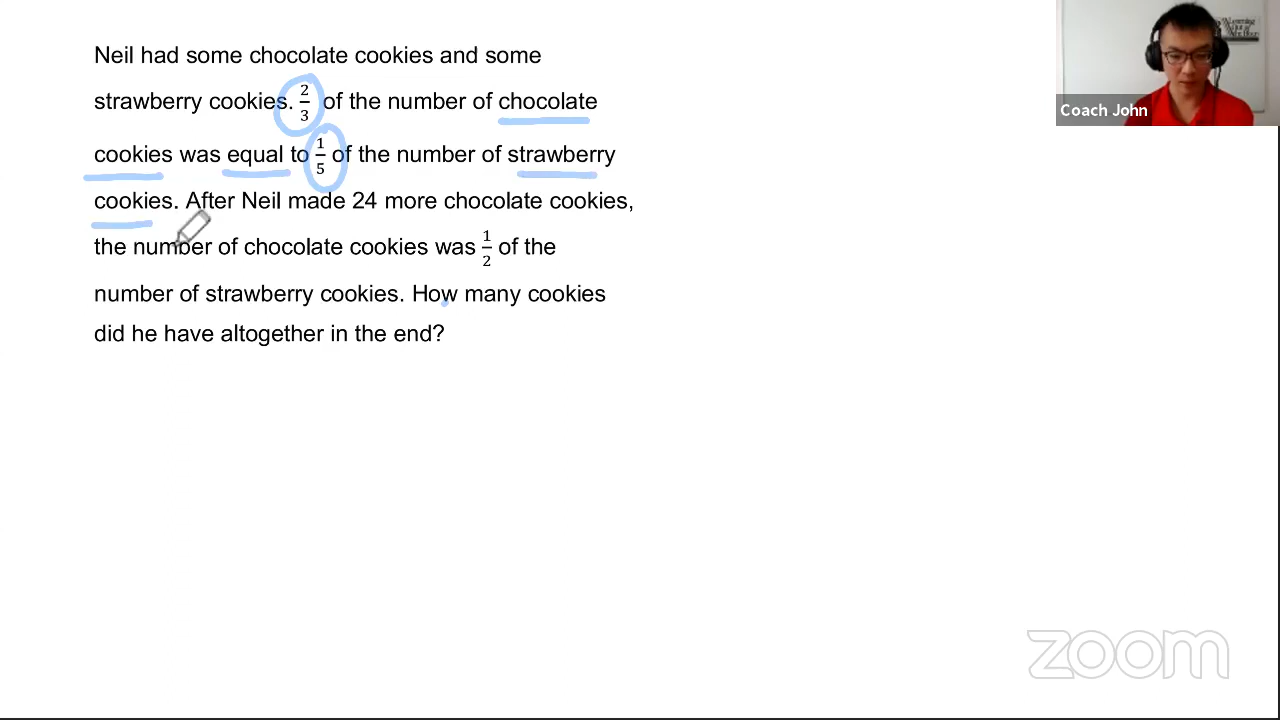 Neil had some chocolate cookies and some
strawberry cookies. 2/3 of the number of chocolate
cookies was equal to 1/5 of the number of strawberry
cookies. After Neil made 24 more chocolate cookies,
the number of chocolate cookies was 1/2 of the
number of strawberry cookies. How many cookies
did he have altogether in the end?
Coach John
zoom